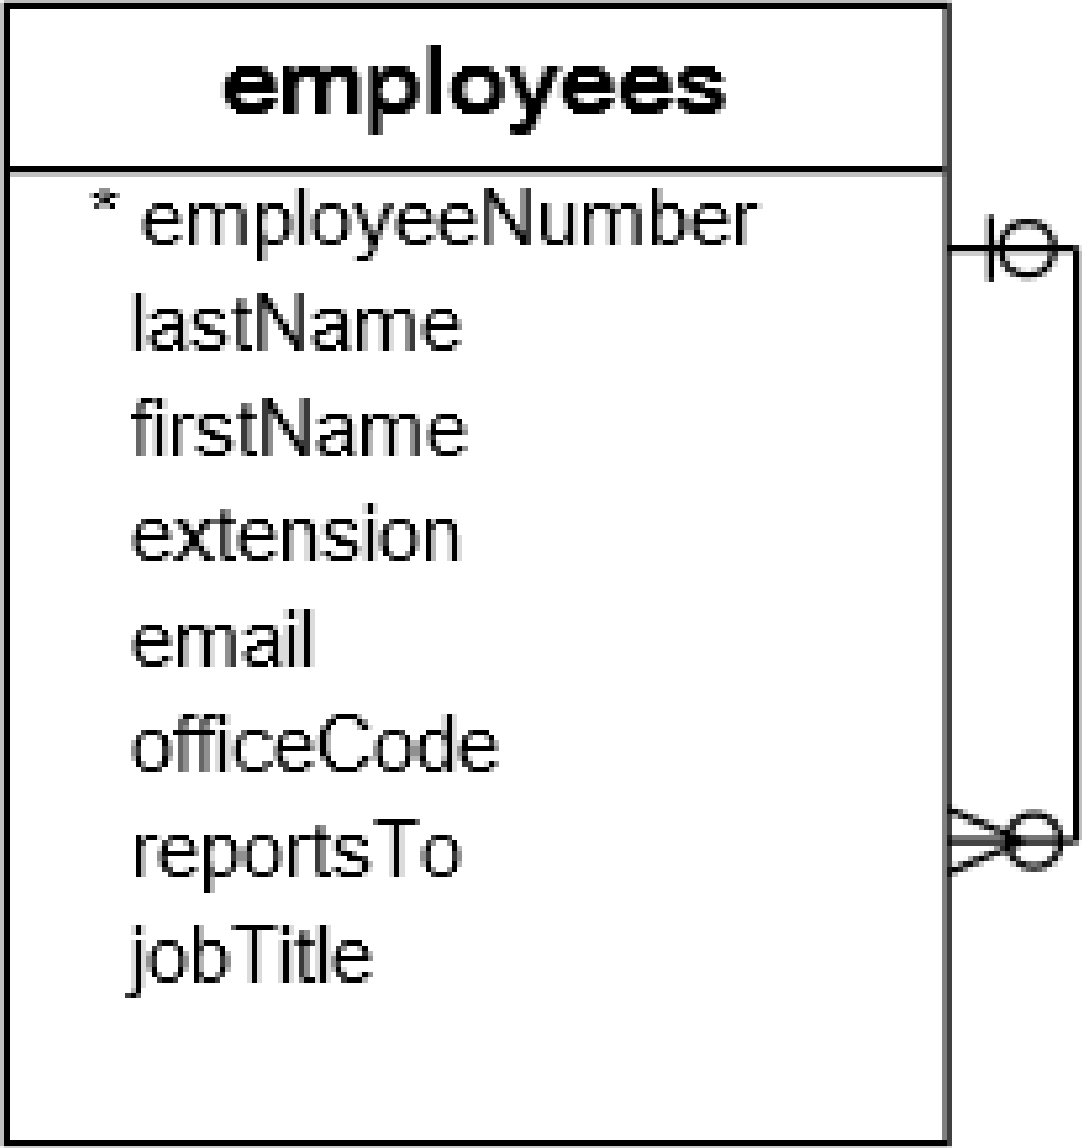 employees
* employeeNumber
lastName
firstName
extension
email
officeCode
reportsTo
jobTitle